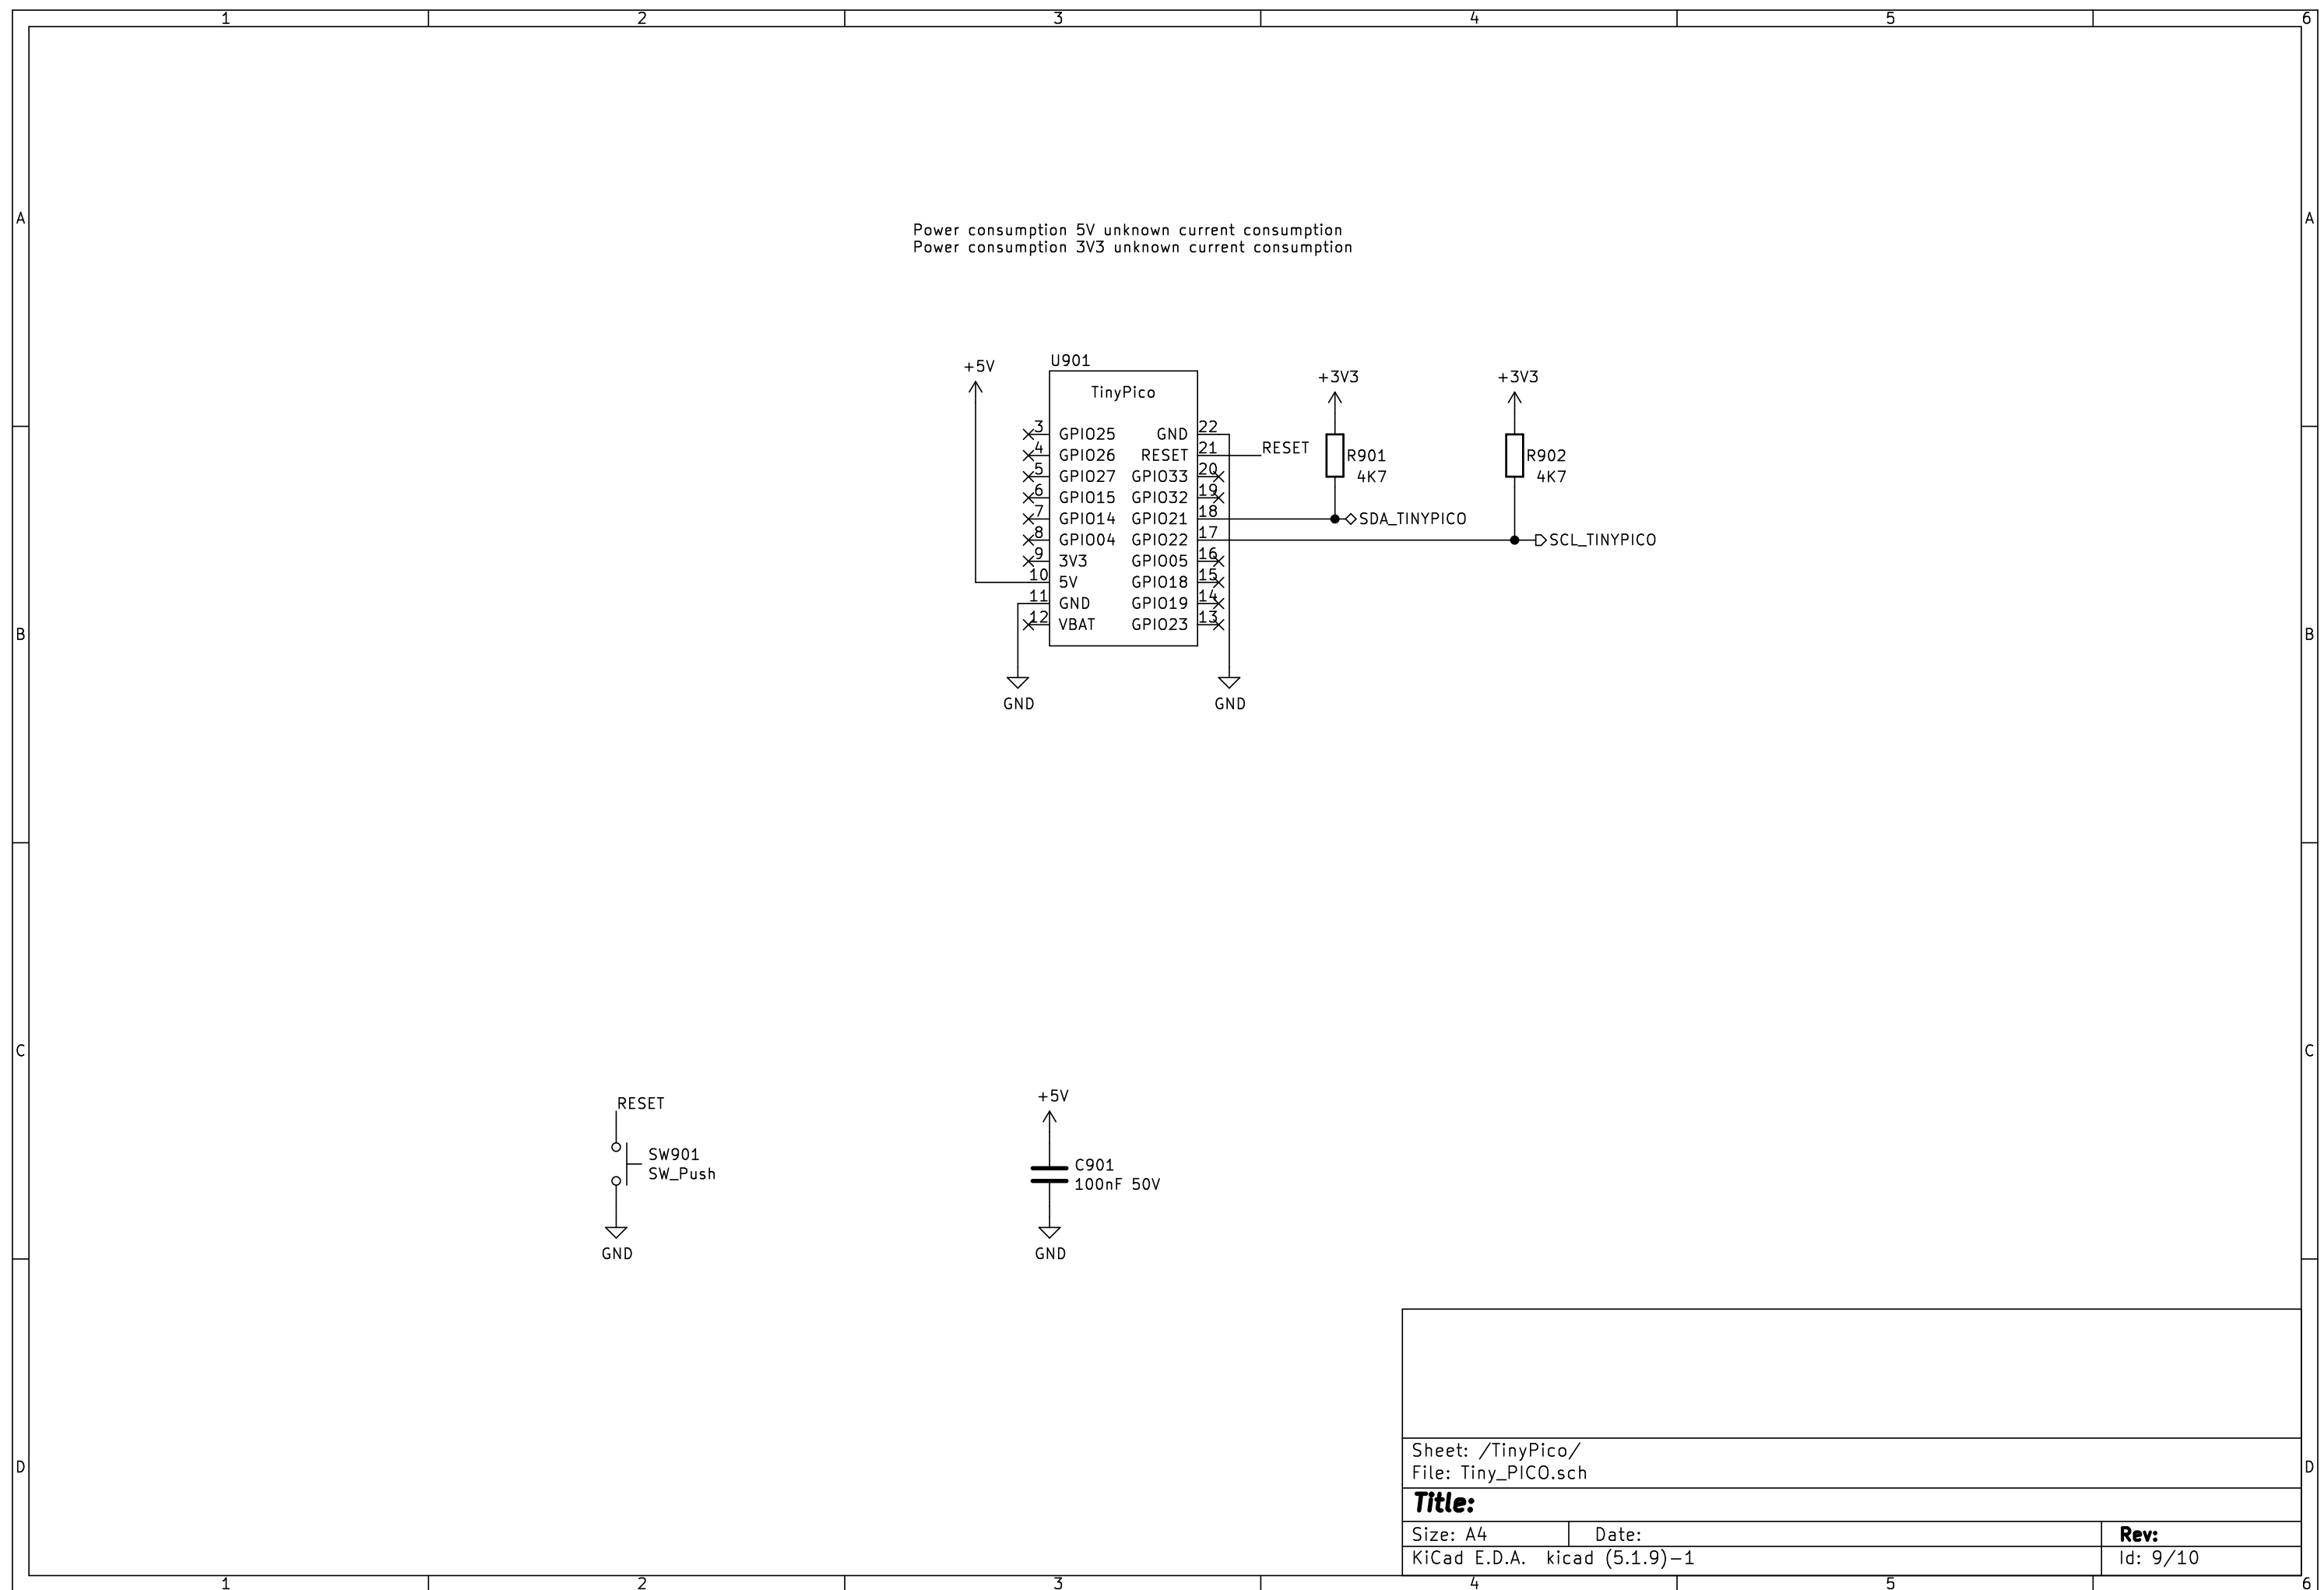 1 2 3 4 5 6
A A
Power consumption 5V unknown current consumption
Power consumption 3V3 unknown current consumption
U901
+5V
+3V3 +3V3
TinyPico
3 GPIO25 GND 22
4 GPIO26 RESET 21 RESET
R901 R902
5 GPIO27 GPIO33 20
4K7 4K7
6 GPIO15 GPIO32 19
7 GPIO14 GPIO21 18 SDA_TINYPICO
8 GPIO04 GPIO22 17 SCL_TINYPICO
9 3V3 GPIO05 16
10 5V GPIO18 15
11 GND GPIO19 14
12 VBAT GPIO23 13
B B
GND GND
C C
RESET
SW901
SW_Push
GND
+5V
C901
100nF 50V
GND
Sheet: /TinyPico/
File: Tiny_PICO.sch
D D
Title:
Size: A4 Date: Rev:
KiCad E.D.A. kicad (5.1.9)-1 Id: 9/10
1 2 3 4 5 6